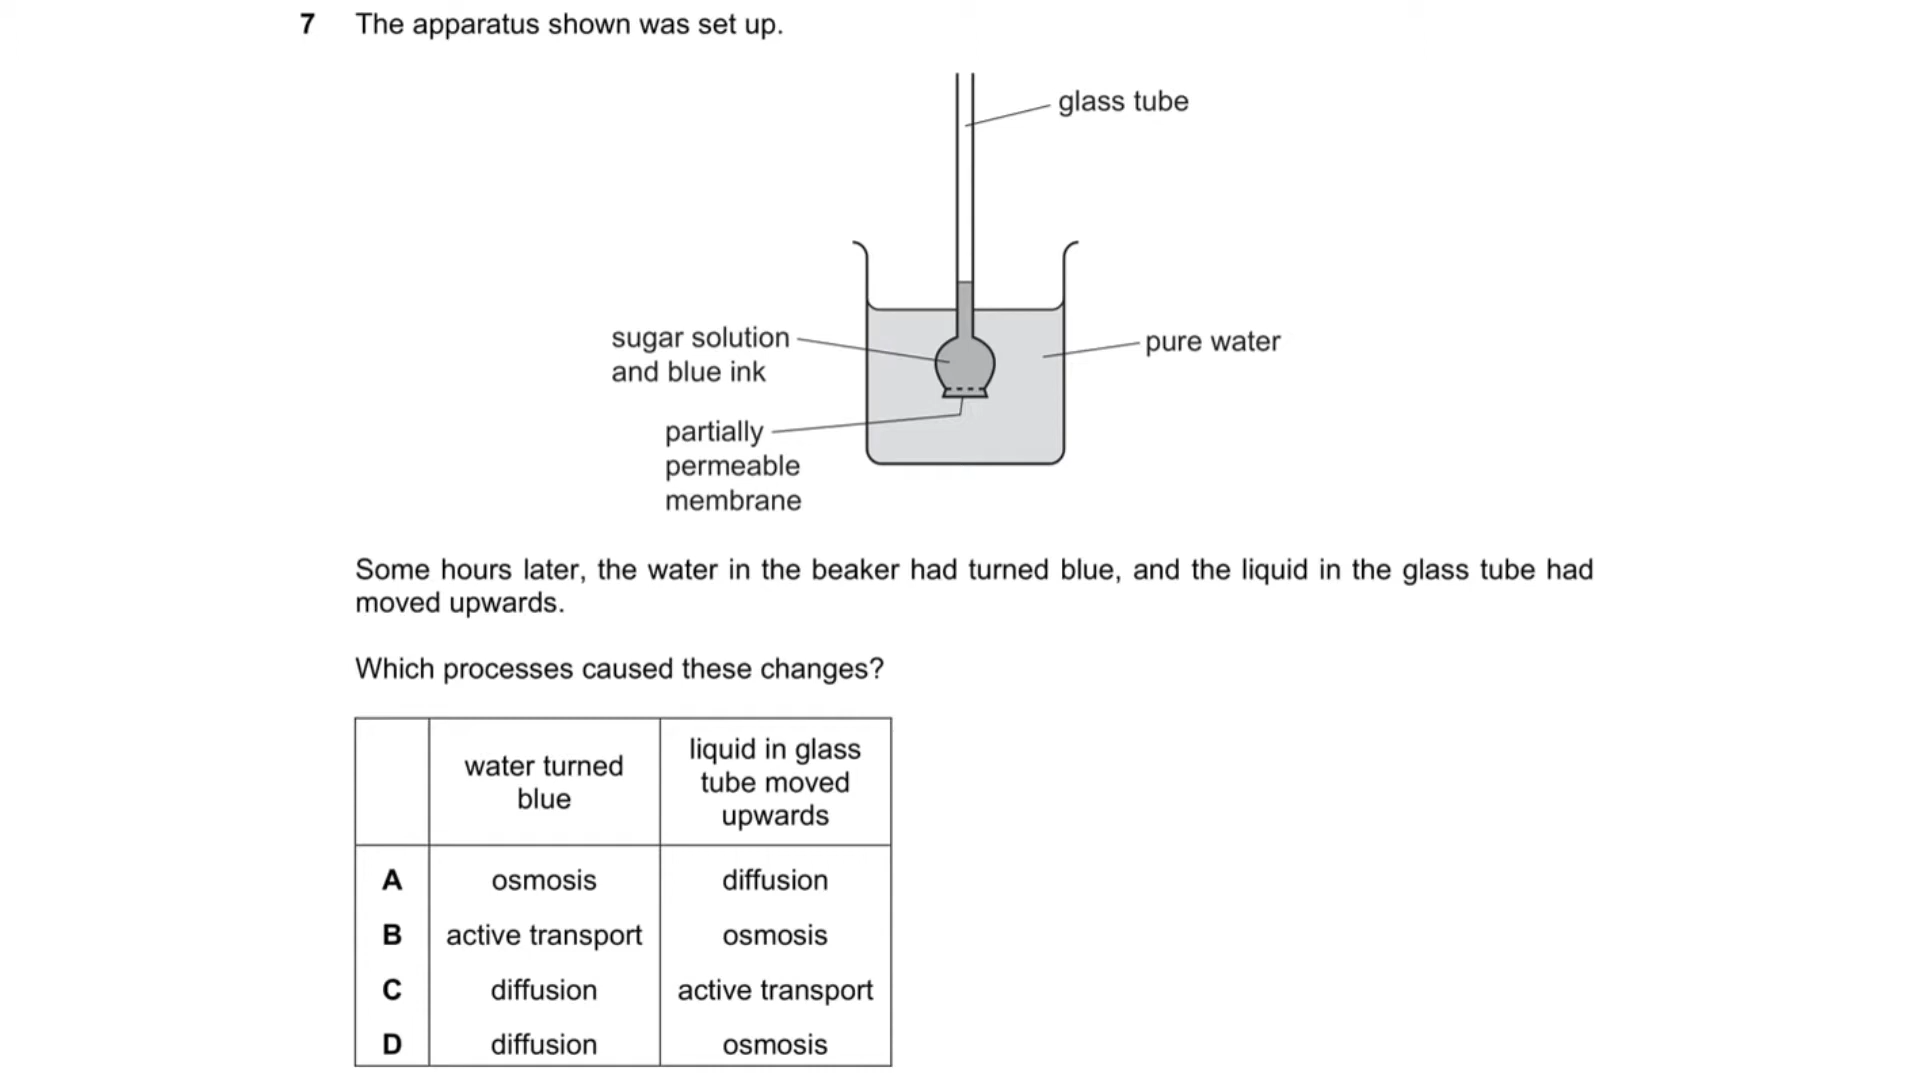 7 The apparatus shown was set up.
glass tube
sugar solution
and blue ink
pure water
partially
permeable
membrane
Some hours later, the water in the beaker had turned blue, and the liquid in the glass tube had
moved upwards.
Which processes caused these changes?
water turned
blue
liquid in glass
tube moved
upwards
A osmosis diffusion
B active transport osmosis
C diffusion active transport
D diffusion osmosis